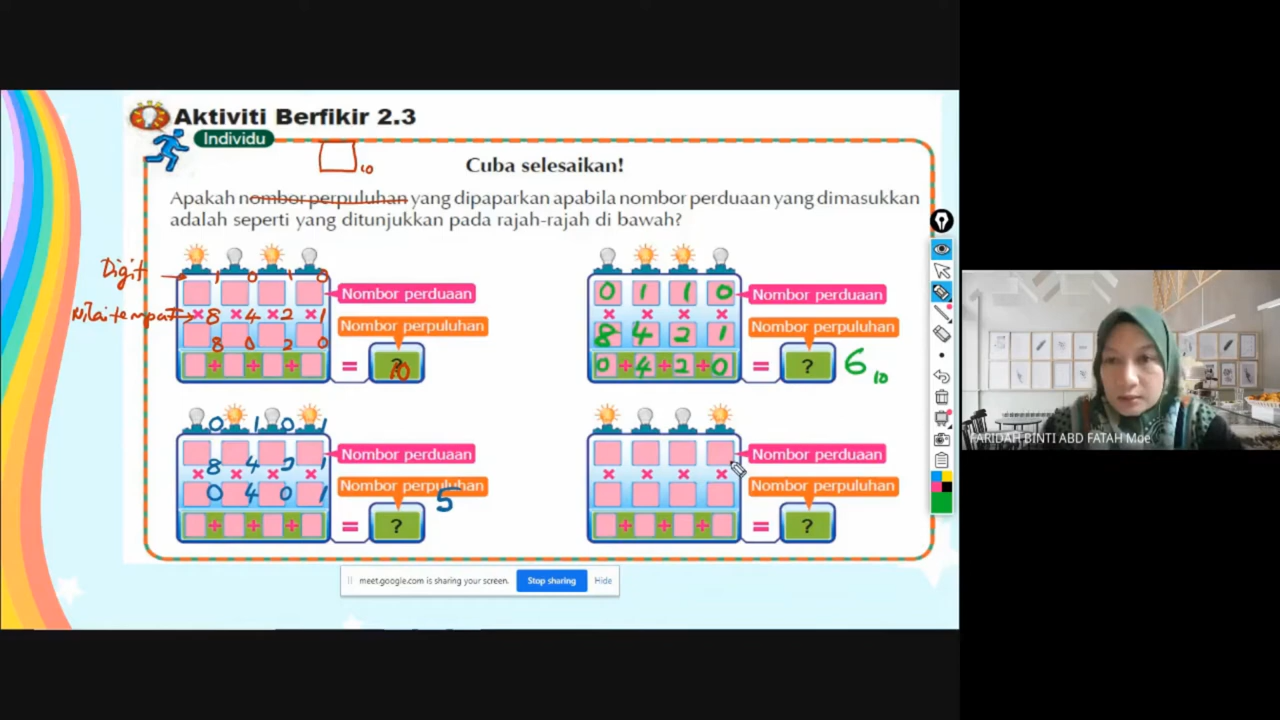 Aktiviti Berfikir 2.3
Individu
10
Cuba selesaikan!
Apakah nombor perpuluhan yang dipaparkan apabila nombor perduaan yang dimasukkan
adalah seperti yang ditunjukkan pada rajah-rajah di bawah?
Digit 1 0 1 0
Nombor perduaan
Nilai tempat × 8 × 4 × 2 × 1
Nombor perpuluhan
8 0 2 0
+ + + = ? 10
0 1 1 0
Nombor perduaan
× × × ×
Nombor perpuluhan
8 4 2 1
0 + 4 + 2 + 0 = ? 6 10
0 1 0 1
Nombor perduaan
8 4 2 1
× × × ×
Nombor perpuluhan
0 4 0 1
5
+ + + = ?
Nombor perduaan
× × × ×
Nombor perpuluhan
+ + + = ?
meet.google.com is sharing your screen.
Stop sharing
Hide
FARIDAH BINTI ABD FATAH Moe